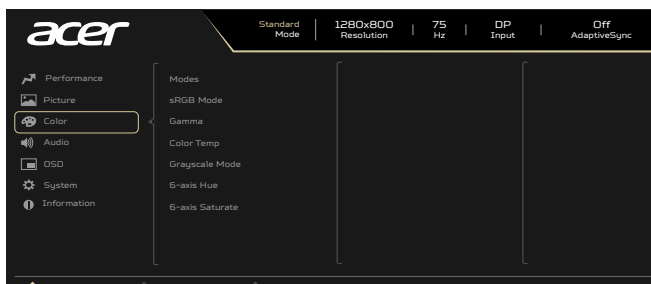 acer
Standard Mode
1280x800 Resolution
75 Hz
DP Input
Off AdaptiveSync
Performance
Picture
Color
Audio
OSD
System
Information
Modes
sRGB Mode
Gamma
Color Temp
Grayscale Mode
6-axis Hue
6-axis Saturate